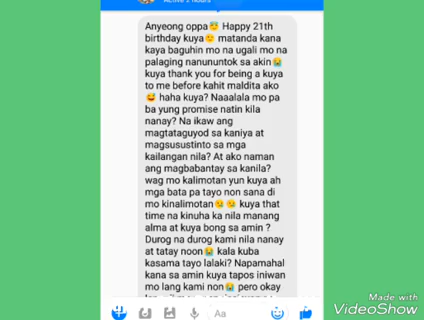 Anyeong oppa😇 Happy 21th
birthday kuya🙂 matanda kana
kaya baguhin mo na ugali mo na
palaging nanununtok sa akin😭
kuya thank you for being a kuya
to me before kahit maldita ako
😅 haha kuya? Naaalala mo pa
ba yung promise natin kila
nanay? Na ikaw ang
magtataguyod sa kaniya at
magsusustinto sa mga
kailangan nila? At ako naman
ang magbabantay sa kanila?
wag mo kalimotan yun kuya ah
mga bata pa tayo non sana di
mo kinalimotan😉😉 kuya that
time na kinuha ka nila manang
alma at kuya bong sa amin ?
Durog na durog kami nila nanay
at tatay noon😭 kala kuba
kasama tayo lalaki? Napamahal
kana sa amin kuya tapos iniwan
mo lang kami non😭 pero okay
Aa
Made with
VideoShow